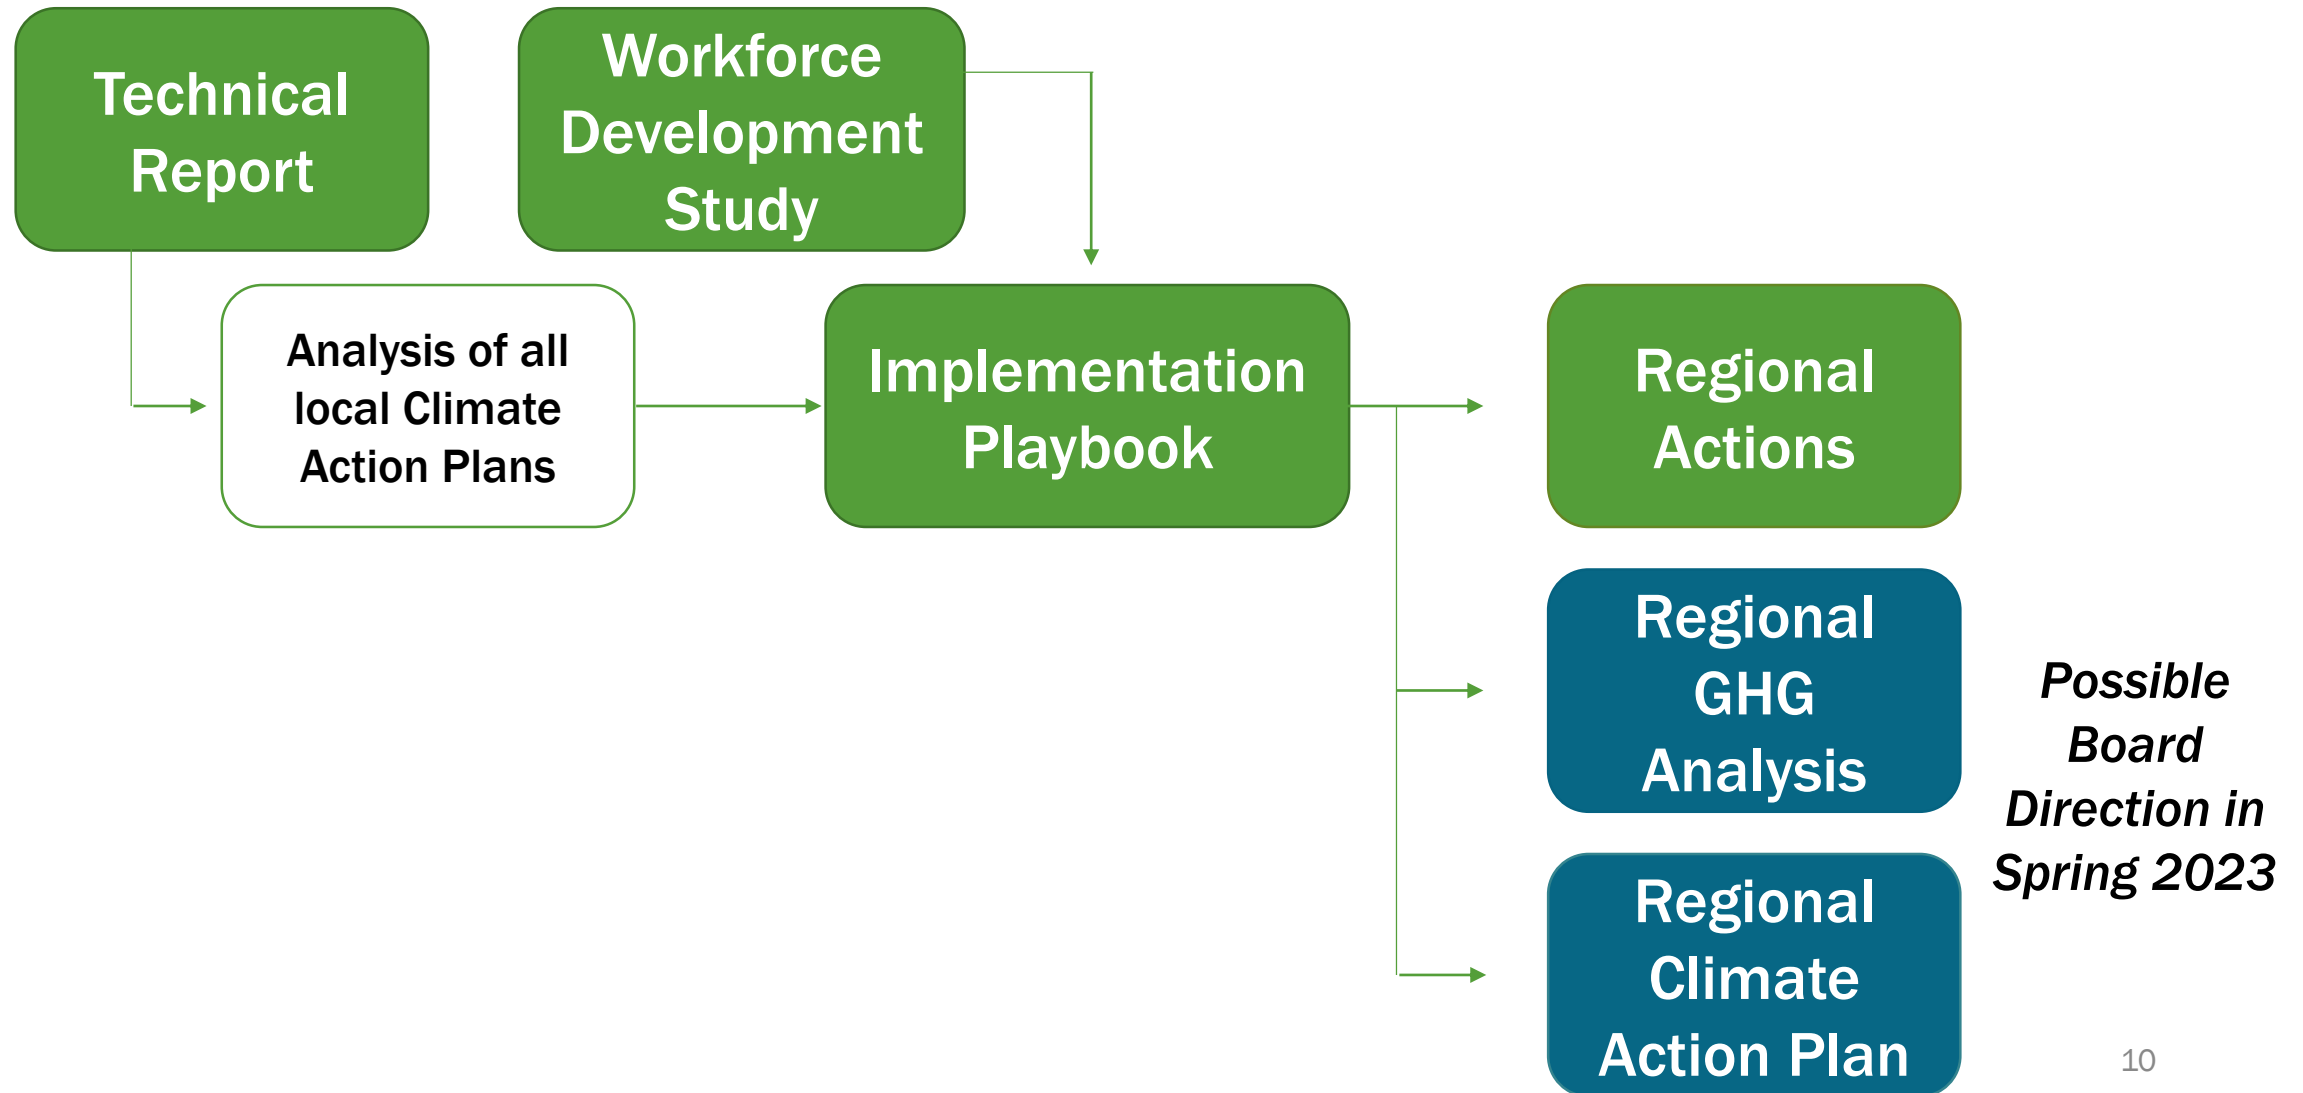 Technical
Report
Workforce
Development
Study
Analysis of all
local Climate
Action Plans
Implementation
Playbook
Regional
Actions
Regional
GHG
Analysis
Regional
Climate
Action Plan
Possible
Board
Direction in
Spring 2023
10